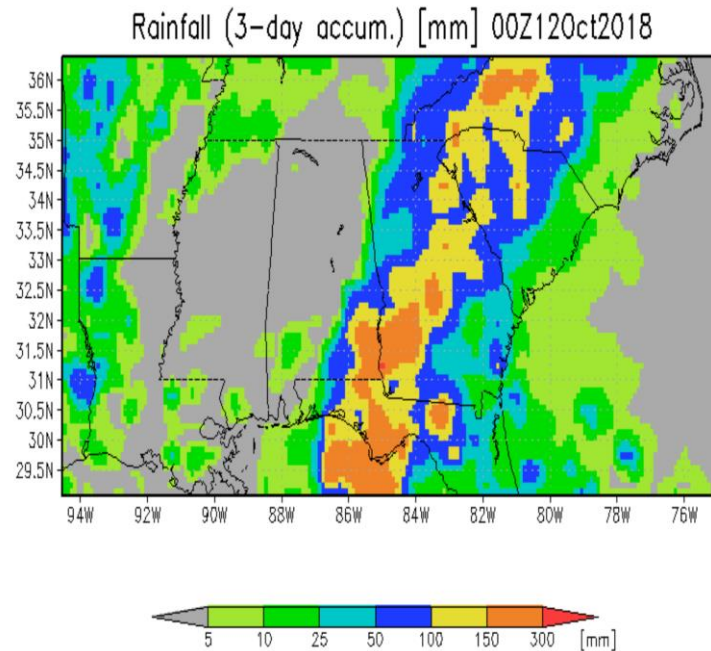 Rainfall (3-day accum.) [mm] 00Z12Oct2018
36N
35.5N
35N
34.5N
34N
33.5N
33N
32.5N
32N
31.5N
31N
30.5N
30N
29.5N
94W 92W 90W 88W 86W 84W 82W 80W 78W 76W
5 10 25 50 100 150 300 [mm]